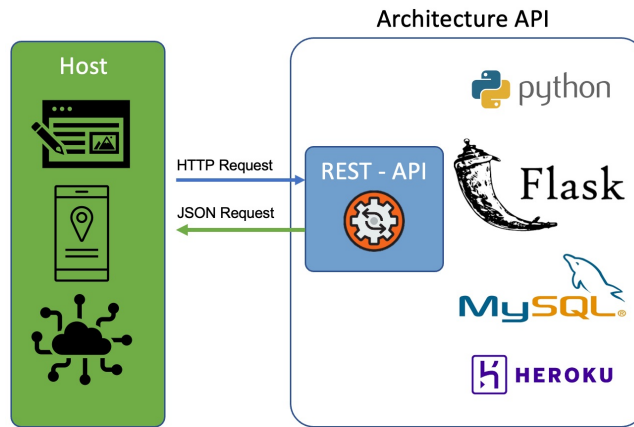 Architecture API
Host
HTTP Request
JSON Request
REST - API
python
Flask
MySQL®
HEROKU